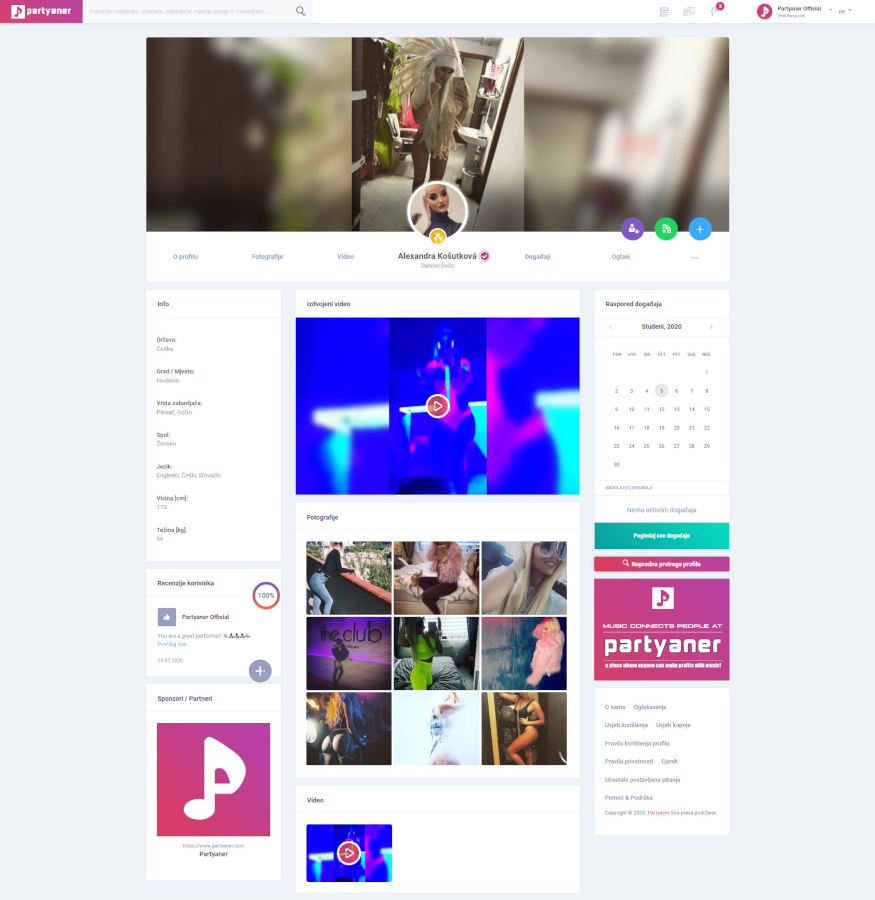 partyaner
Pretražite umjetnike, izvođače, zabavljače, mjesta, usluge ili menadžere...
3
Partyaner Official
HR
O profilu
Fotografije
Video
Alexandra Košutková
Događaji
Oglasi
Dancer/GoGo
Info
Država:
Češka
Grad / Mjesto:
Hodonín
Vrsta zabavljača:
Plesač, GoGo
Spol:
Žensko
Jezik:
Engleski, Češki, Slovački
Visina [cm]:
173
Težina [kg]:
56
Recenzije korisnika
100%
Partyaner Official
You are a great performer!
Pročitaj sve
23.07.2020.
Sponzori / Partneri
https://www.partyaner.com
Partyaner
Izdvojeni video
Fotografije
the club
Video
Raspored događaja
Studeni, 2020
PON UTO SRI ČET PET SUB NED
1
2 3 4 5 6 7 8
9 10 11 12 13 14 15
16 17 18 19 20 21 22
23 24 25 26 27 28 29
30
NADOLAZEĆI DOGAĐAJI
Nema aktivnih događaja
Pogledaj sve događaje
Napredna pretraga profila
MUSIC CONNECTS PEOPLE AT
partyaner
a place where anyone can make profits with music!
O nama Oglašavanje
Uvjeti korištenja Uvjeti kupnje
Pravila korištenja profila
Pravila privatnosti Cjenik
Učestalo postavljana pitanja
Pomoć & Podrška
Copyright © 2020. Partyaner. Sva prava pridržana.